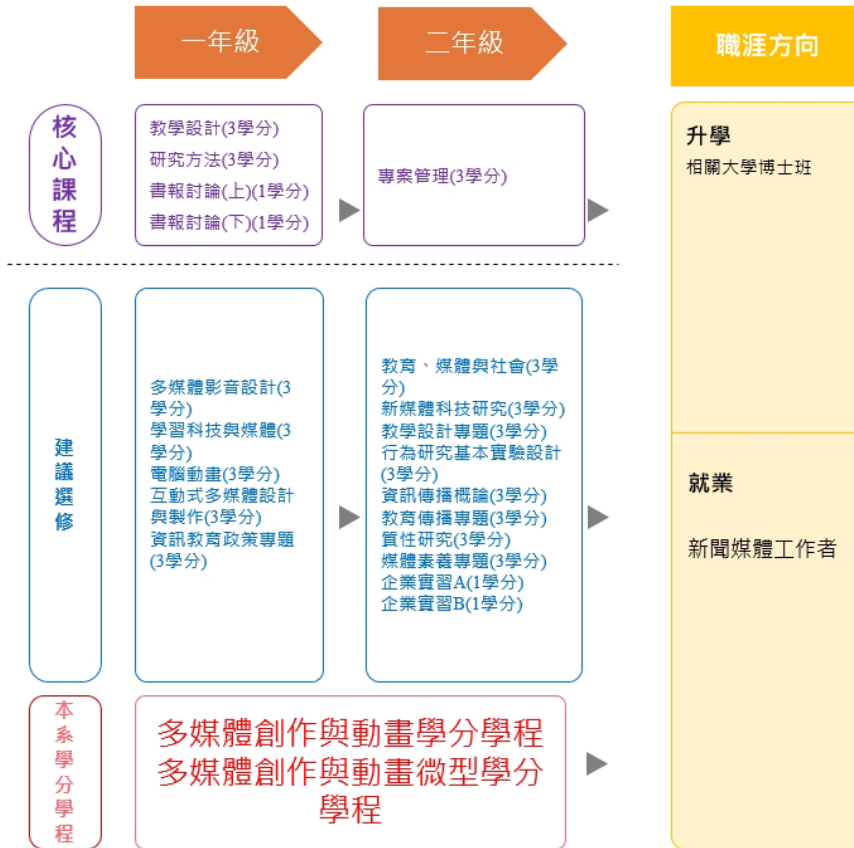 一年級
二年級
職涯方向
核
心
課
程
教學設計(3學分)
研究方法(3學分)
書報討論(上)(1學分)
書報討論(下)(1學分)
專案管理(3學分)
升學
相關大學博士班
建
議
選
修
多媒體影音設計(3
學分)
學習科技與媒體(3
學分)
電腦動畫(3學分)
互動式多媒體設計
與製作(3學分)
資訊教育政策專題
(3學分)
教育、媒體與社會(3學
分)
新媒體科技研究(3學分)
教學設計專題(3學分)
行為研究基本實驗設計
(3學分)
資訊傳播概論(3學分)
教育傳播專題(3學分)
質性研究(3學分)
媒體素養專題(3學分)
企業實習A(1學分)
企業實習B(1學分)
就業
新聞媒體工作者
本
系
學
分
學
程
多媒體創作與動畫學分學程
多媒體創作與動畫微型學分
學程